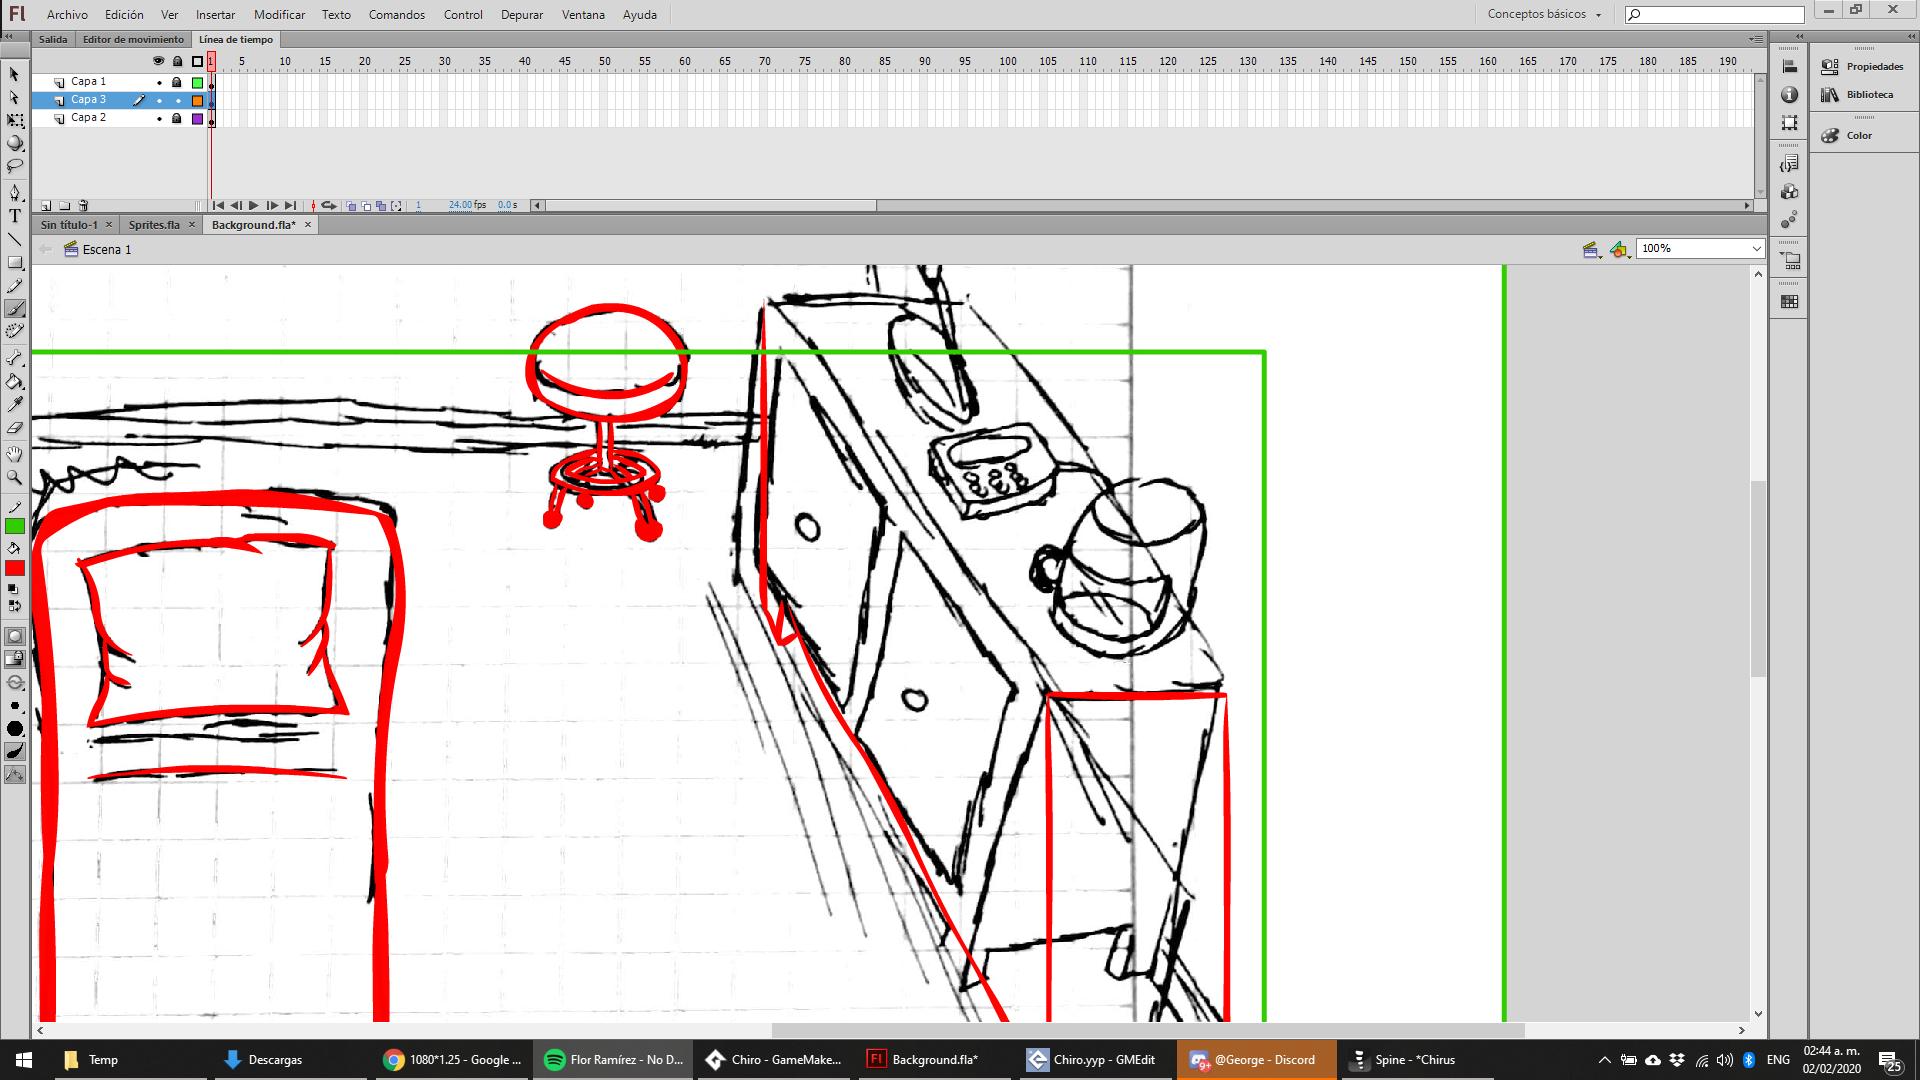 Fl Archivo Edición Ver Insertar Modificar Texto Comandos Control Depurar Ventana Ayuda Conceptos básicos
Salida Editor de movimiento Línea de tiempo
1 5 10 15 20 25 30 35 40 45 50 55 60 65 70 75 80 85 90 95 100 105 110 115 120 125 130 135 140 145 150 155 160 165 170 175 180 185 190
Capa 1
Capa 3
Capa 2
1 24.00 fps 0.0 s
Sin título-1 Sprites.fla Background.fla*
Escena 1 100%
Propiedades
Biblioteca
Color
T
Temp Descargas 1080*1.25 - Google ... Flor Ramírez - No D... Chiro - GameMake... Fl Background.fla* Chiro.yyp - GMEdit 9+ @George - Discord Spine - *Chirus ENG 02:44 a. m.
02/02/2020 25